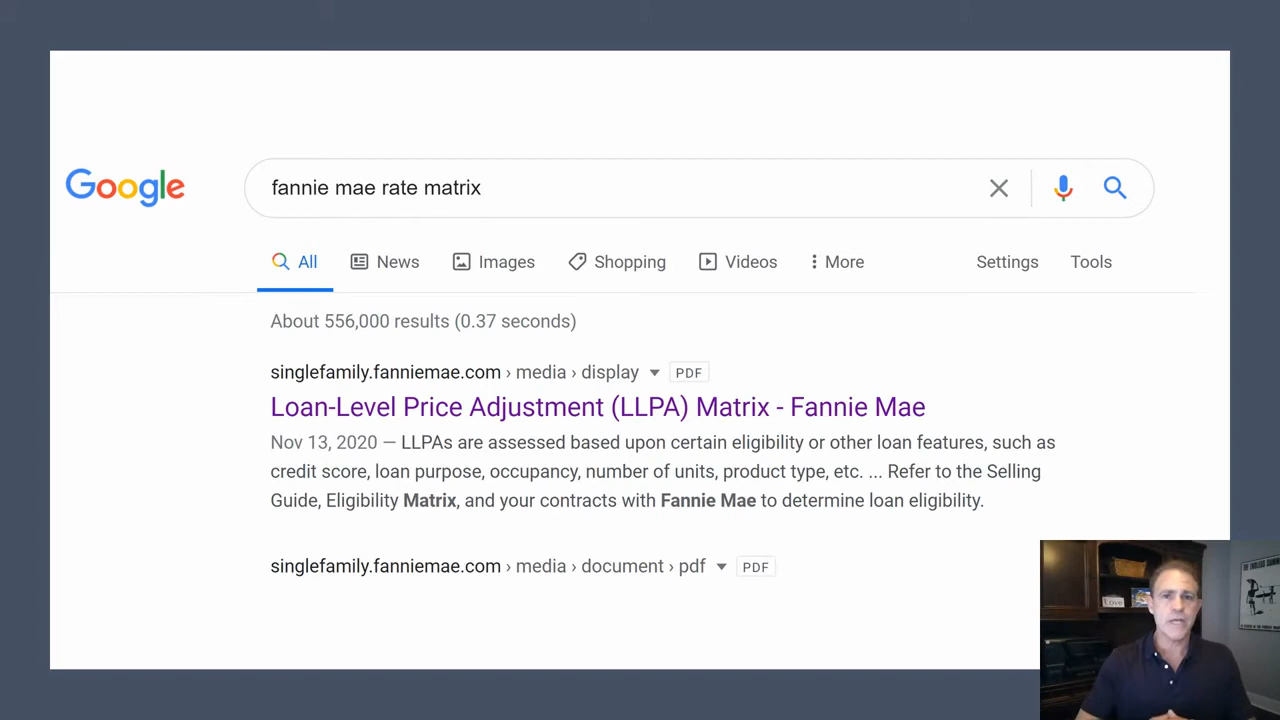 Google
fannie mae rate matrix
All News Images Shopping Videos More Settings Tools
About 556,000 results (0.37 seconds)
singlefamily.fanniemae.com › media › display PDF
Loan-Level Price Adjustment (LLPA) Matrix - Fannie Mae
Nov 13, 2020 — LLPAs are assessed based upon certain eligibility or other loan features, such as
credit score, loan purpose, occupancy, number of units, product type, etc. ... Refer to the Selling
Guide, Eligibility Matrix, and your contracts with Fannie Mae to determine loan eligibility.
singlefamily.fanniemae.com › media › document › pdf PDF
Love
THE ENDLESS SUMMER